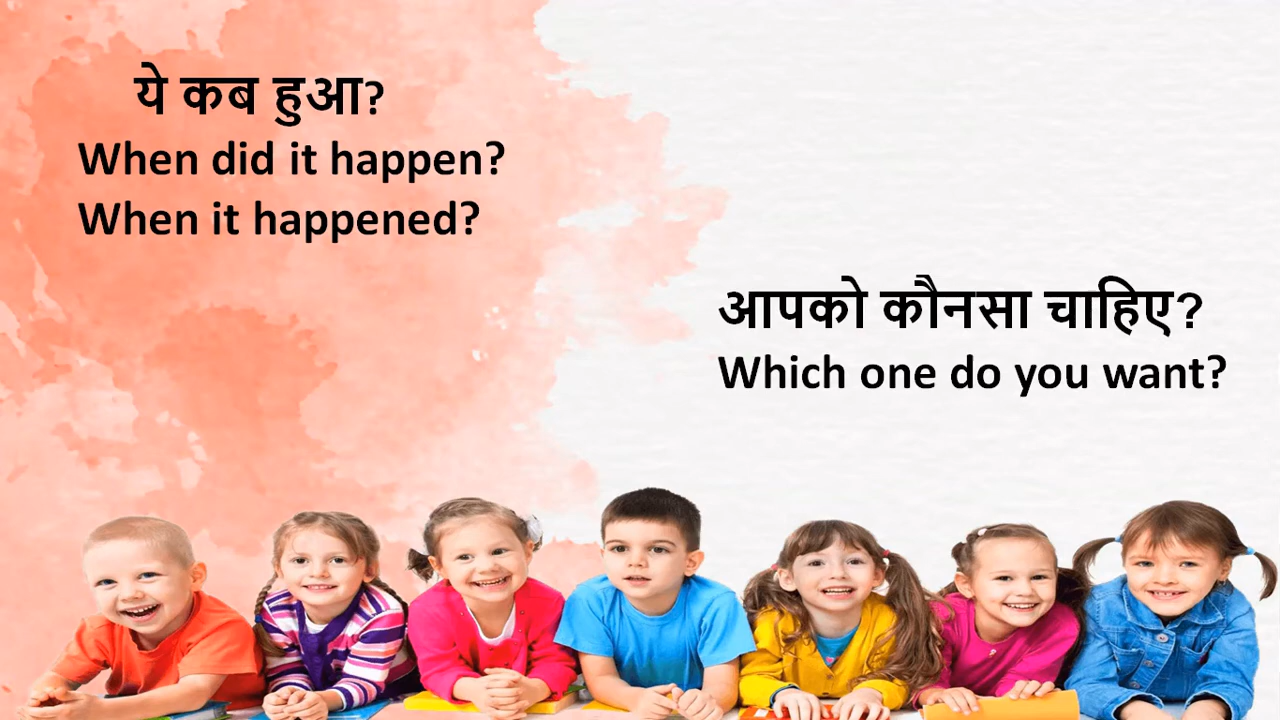 ये कब हुआ?
When did it happen?
When it happened?
आपको कौनसा चाहिए?
Which one do you want?